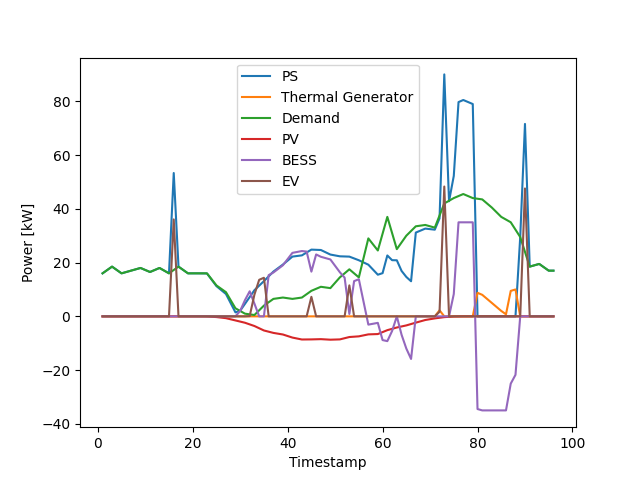 PS
Thermal Generator
Demand
PV
BESS
EV
80
60
40
20
0
−20
−40
Power [kW]
0 20 40 60 80 100
Timestamp